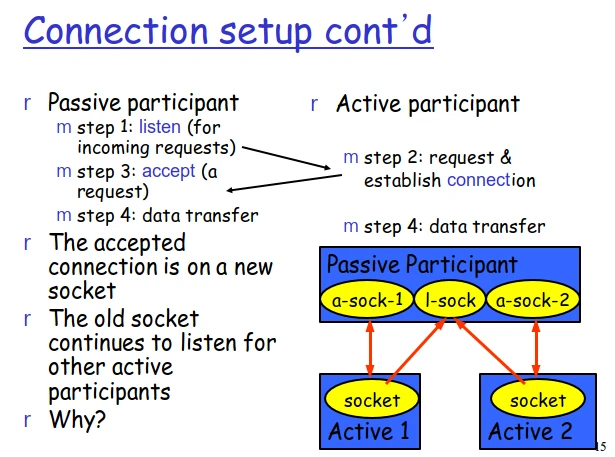 Connection setup cont’d
r Passive participant
m step 1: listen (for
incoming requests)
m step 3: accept (a
request)
m step 4: data transfer
r The accepted
connection is on a new
socket
r The old socket
continues to listen for
other active
participants
r Why?
r Active participant
m step 2: request &
establish connection
m step 4: data transfer
Passive Participant
a-sock-1 l-sock a-sock-2
socket socket
Active 1 Active 2
15